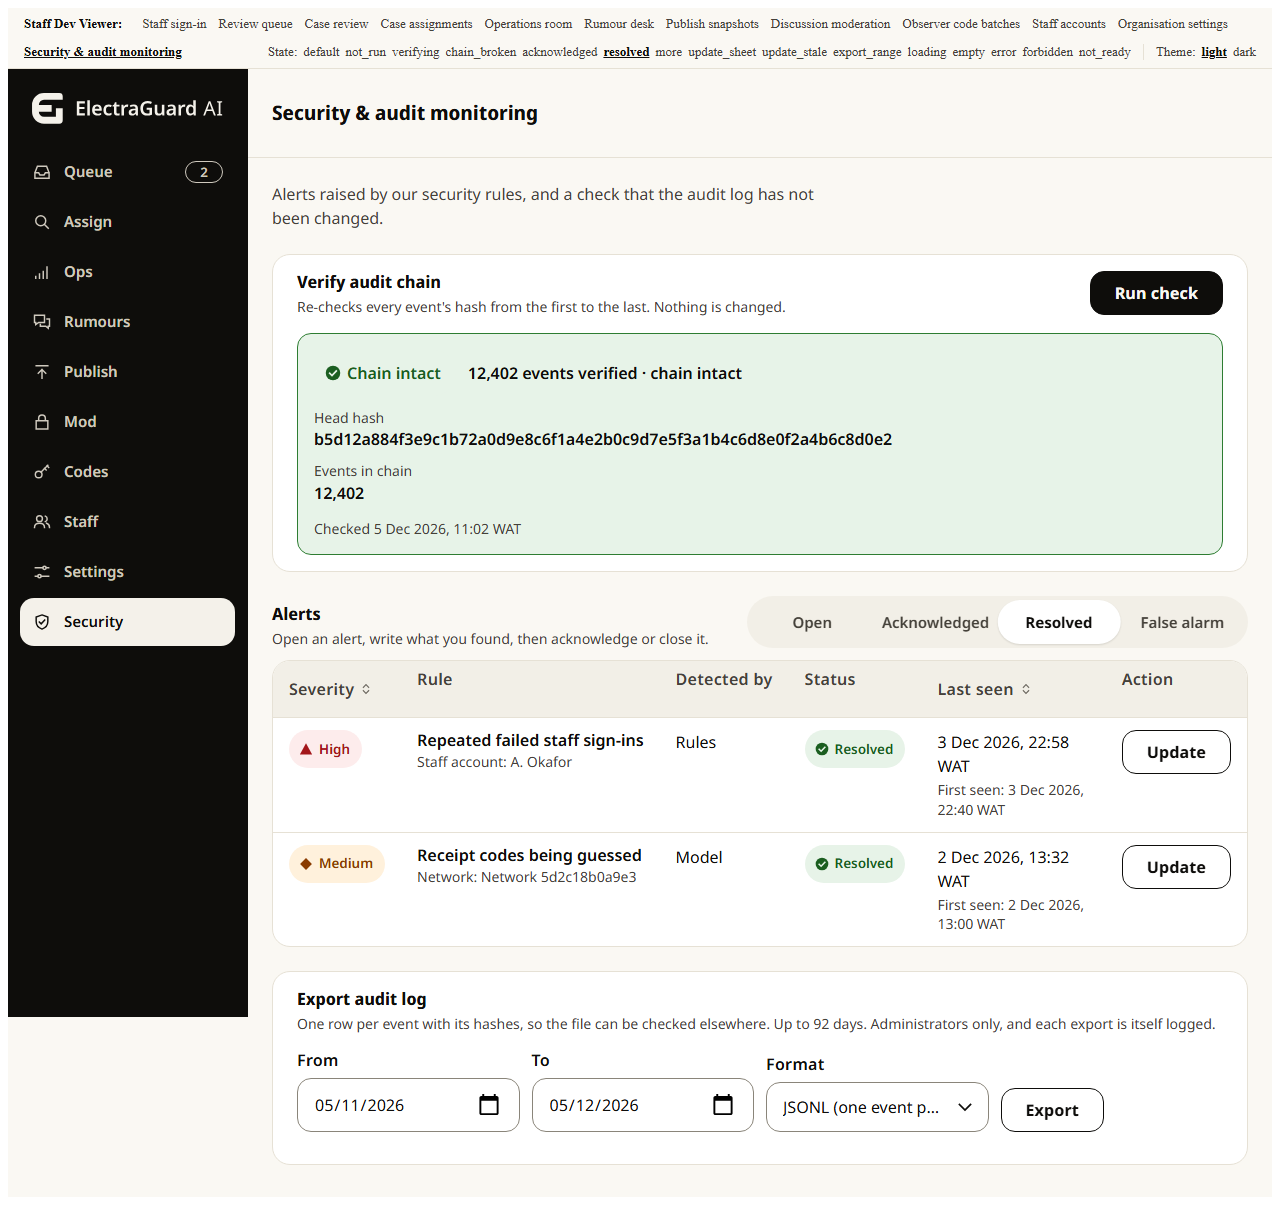 Staff Dev Viewer: Staff sign-in Review queue Case review Case assignments Operations room Rumour desk Publish snapshots Discussion moderation Observer code batches Staff accounts Organisation settings
Security & audit monitoring State: default not_run verifying chain_broken acknowledged resolved more update_sheet update_stale export_range loading empty error forbidden not_ready Theme: light dark
ElectraGuard AI
Queue 2
Assign
Ops
Rumours
Publish
Mod
Codes
Staff
Settings
Security
Security & audit monitoring
Alerts raised by our security rules, and a check that the audit log has not
been changed.
Verify audit chain
Re-checks every event's hash from the first to the last. Nothing is changed.
Run check
Chain intact 12,402 events verified · chain intact
Head hash
b5d12a884f3e9c1b72a0d9e8c6f1a4e2b0c9d7e5f3a1b4c6d8e0f2a4b6c8d0e2
Events in chain
12,402
Checked 5 Dec 2026, 11:02 WAT
Alerts
Open an alert, write what you found, then acknowledge or close it.
Open Acknowledged Resolved False alarm
Severity Rule Detected by Status Last seen Action
High Repeated failed staff sign-ins Rules Resolved 3 Dec 2026, 22:58 Update
Staff account: A. Okafor WAT
First seen: 3 Dec 2026,
22:40 WAT
Medium Receipt codes being guessed Model Resolved 2 Dec 2026, 13:32 Update
Network: Network 5d2c18b0a9e3 WAT
First seen: 2 Dec 2026,
13:00 WAT
Export audit log
One row per event with its hashes, so the file can be checked elsewhere. Up to 92 days. Administrators only, and each export is itself logged.
From To Format
05/11/2026 05/12/2026 JSONL (one event p... Export